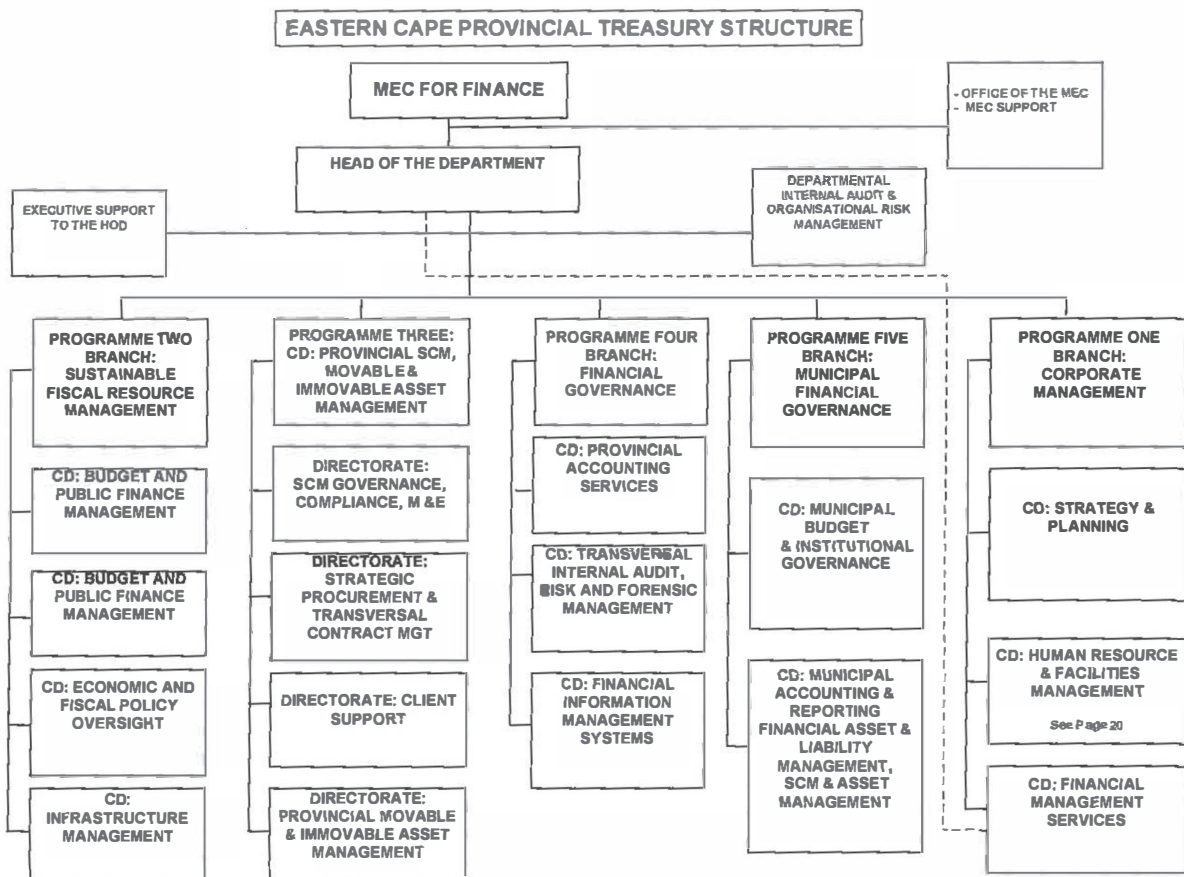 EASTERN CAPE PROVINCIAL TREASURY STRUCTURE
MEC FOR FINANCE
- OFFICE OF THE MEC
- MEC SUPPORT
HEAD OF THE DEPARTMENT
EXECUTIVE SUPPORT
TO THE HOD
DEPARTMENTAL
INTERNAL AUDIT &
ORGANISATIONAL RISK
MANAGEMENT
PROGRAMME TWO
BRANCH:
SUSTAINABLE
FISCAL RESOURCE
MANAGEMENT
CD: BUDGET AND
PUBLIC FINANCE
MANAGEMENT
CD: BUDGET AND
PUBLIC FINANCE
MANAGEMENT
CD: ECONOMIC AND
FISCAL POLICY
OVERSIGHT
CD:
INFRASTRUCTURE
MANAGEMENT
PROGRAMME THREE:
CD: PROVINCIAL SCM,
MOVABLE &
IMMOVABLE ASSET
MANAGEMENT
DIRECTORATE:
SCM GOVERNANCE,
COMPLIANCE, M &E
DIRECTORATE:
STRATEGIC
PROCUREMENT &
TRANSVERSAL
CONTRACT MGT
DIRECTORATE: CLIENT
SUPPORT
DIRECTORATE:
PROVINCIAL MOVABLE
& IMMOVABLE ASSET
MANAGEMENT
PROGRAMME FOUR
BRANCH:
FINANCIAL
GOVERNANCE
CD: PROVINCIAL
ACCOUNTING
SERVICES
CD: TRANSVERSAL
INTERNAL AUDIT,
RISK AND FORENSIC
MANAGEMENT
CD: FINANCIAL
INFORMATION
MANAGEMENT
SYSTEMS
PROGRAMME FIVE
BRANCH:
MUNICIPAL
FINANCIAL
GOVERNANCE
CD: MUNICIPAL
BUDGET
& INSTITUTIONAL
GOVERNANCE
CD: MUNICIPAL
ACCOUNTING &
REPORTING
FINANCIAL ASSET &
LIABILITY
MANAGEMENT,
SCM & ASSET
MANAGEMENT
PROGRAMME ONE
BRANCH:
CORPORATE
MANAGEMENT
CD: STRATEGY &
PLANNING
CD: HUMAN RESOURCE
& FACILITIES
MANAGEMENT
See Page 20
CD: FINANCIAL
MANAGEMENT
SERVICES